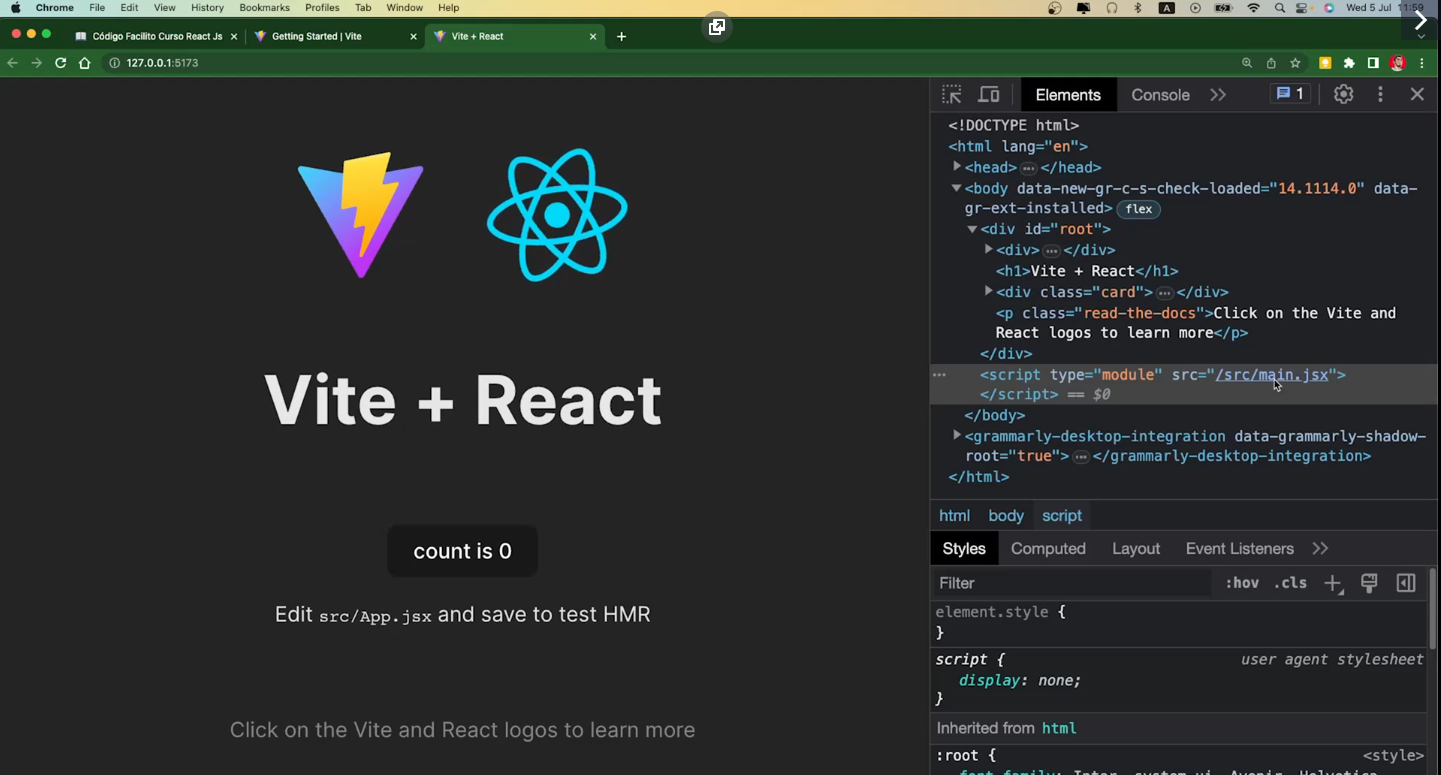 Chrome File Edit View History Bookmarks Profiles Tab Window Help A Wed 5 Jul 11:59
Código Facilito Curso React Js Getting Started | Vite Vite + React
127.0.0.1:5173
Vite + React
count is 0
Edit src/App.jsx and save to test HMR
Click on the Vite and React logos to learn more
Elements Console 1
<!DOCTYPE html>
<html lang="en">
<head> … </head>
<body data-new-gr-c-s-check-loaded="14.1114.0" data-
gr-ext-installed> flex
<div id="root">
<div> … </div>
<h1>Vite + React</h1>
<div class="card"> … </div>
<p class="read-the-docs">Click on the Vite and
React logos to learn more</p>
</div>
… <script type="module" src="/src/main.jsx">
</script> == $0
</body>
<grammarly-desktop-integration data-grammarly-shadow-
root="true"> … </grammarly-desktop-integration>
</html>
html body script
Styles Computed Layout Event Listeners
Filter :hov .cls
element.style {
}
script { user agent stylesheet
display: none;
}
Inherited from html
:root { <style>
font-family: Inter, system-ui, Avenir, Helvetica,